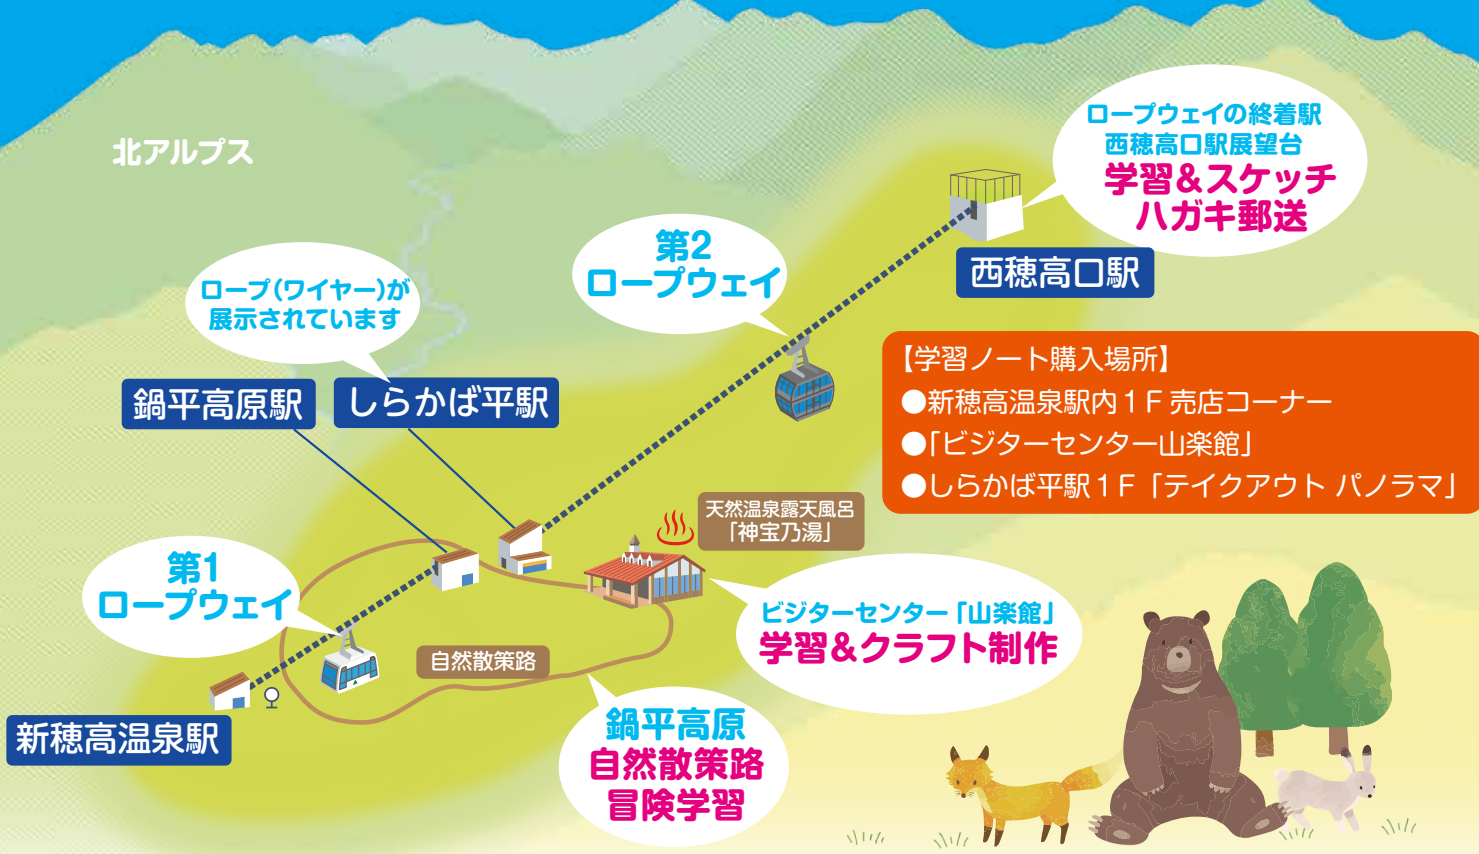 北アルプス
ロープウェイの終着駅
西穂高口駅展望台
学習&スケッチ
ハガキ郵送
西穂高口駅
第2
ロープウェイ
ロープ(ワイヤー)が
展示されています
鍋平高原駅
しらかば平駅
【学習ノート購入場所】
●新穂高温泉駅内1F 売店コーナー
●「ビジターセンター山楽館」
●しらかば平駅1F「テイクアウト パノラマ」
天然温泉露天風呂
「神宝乃湯」
第1
ロープウェイ
ビジターセンター「山楽館」
学習&クラフト制作
自然散策路
新穂高温泉駅
鍋平高原
自然散策路
冒険学習